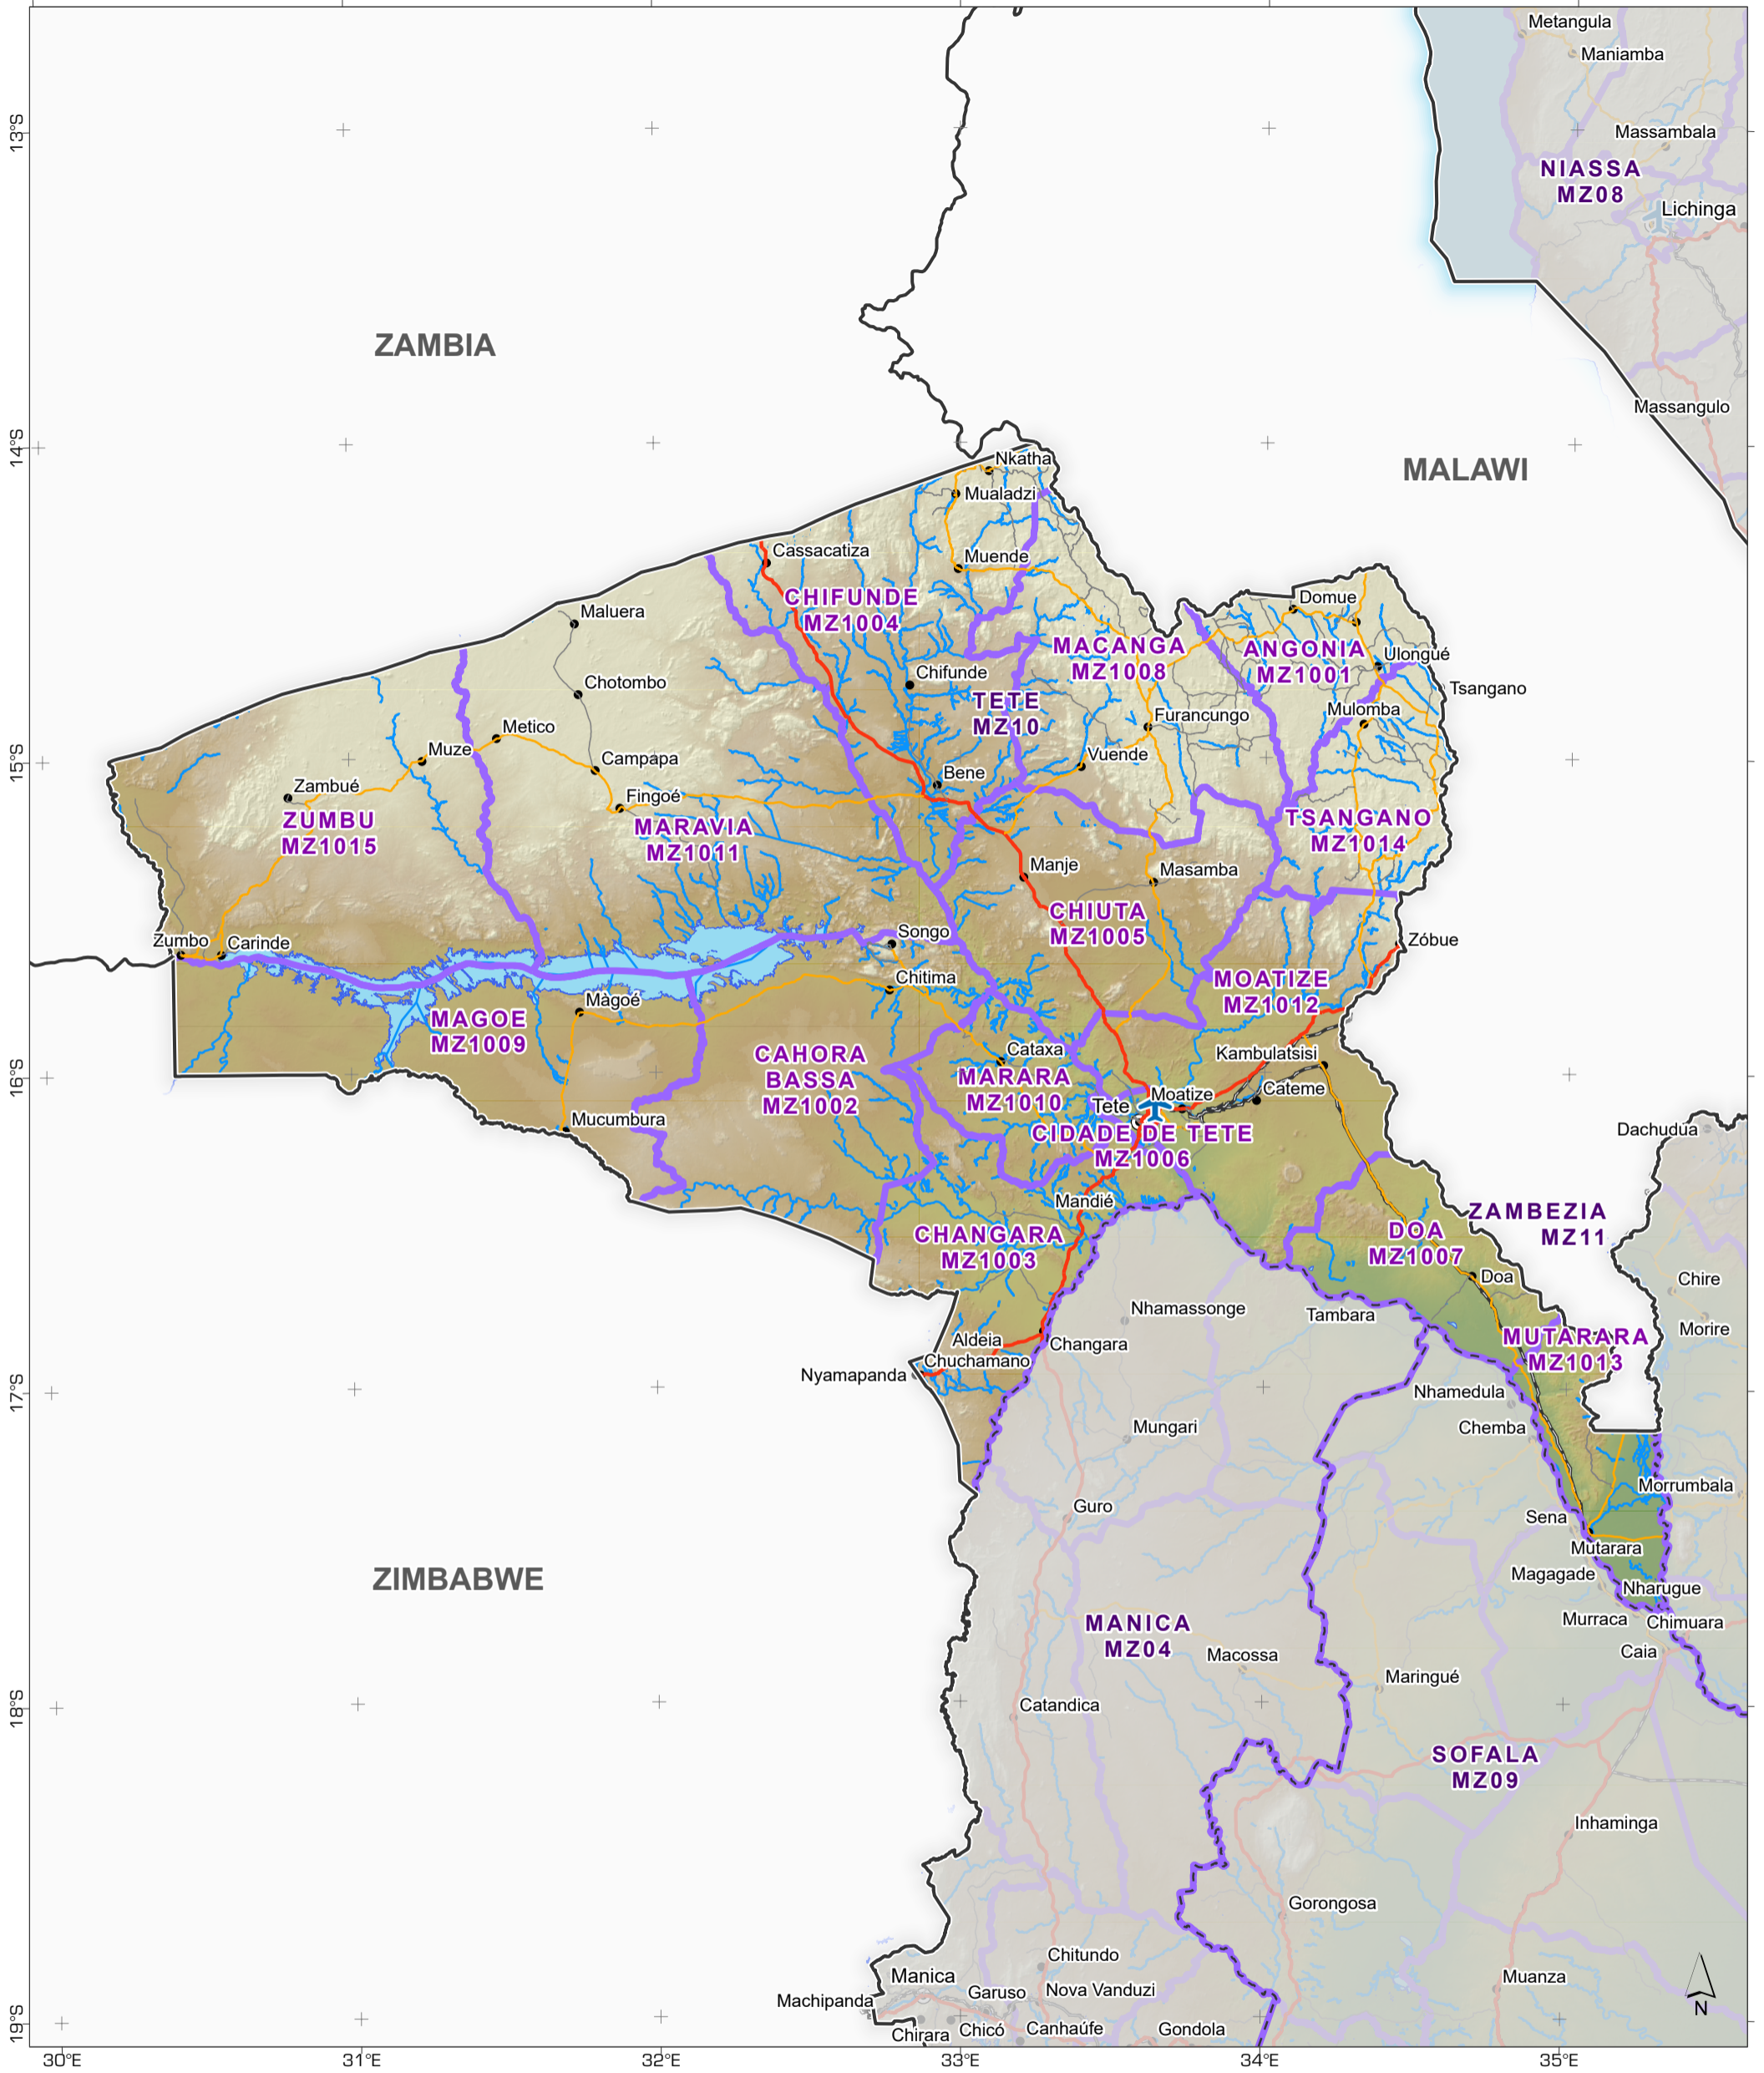 Metangula
Maniamba
13°S
Massambala
NIASSA
MZ08
Lichinga
ZAMBIA
Massangulo
14°S
MALAWI
Nkatha
Mualadzi
Cassacatiza
Muende
CHIFUNDE
MZ1004
Maluera
Domue
MACANGA
MZ1008
ANGONIA
MZ1001
Ulongué
Chifunde
Chotombo
Tsangano
TETE
MZ10
Furancungo
Mulomba
Metico
Muze
Vuende
15°S
Campapa
Bene
Zambué
Fingoé
ZUMBU
MZ1015
MARAVIA
MZ1011
TSANGANO
MZ1014
Manje
Masamba
CHIUTA
MZ1005
Songo
Zumbo
Carinde
Zóbue
Chitima
MOATIZE
MZ1012
Màgoé
MAGOE
MZ1009
CAHORA
BASSA
MZ1002
Cataxa
Kambulatsisi
16°S
MARARA
MZ1010
Cateme
Moatize
Tete
Mucumbura
CIDADE DE TETE
MZ1006
Dachudua
Mandié
ZAMBEZIA
MZ11
CHANGARA
MZ1003
DOA
MZ1007
Doa
Chire
Nhamassonge
Tambara
Morire
MUTARARA
MZ1013
Aldeia
Chuchamano
Changara
Nyamapanda
17°S
Nhamedula
Mungari
Chemba
Morrumbala
Guro
Sena
Mutarara
ZIMBABWE
Magagade
Nharugue
Murraca
Chimuara
MANICA
MZ04
Caia
Macossa
Maringué
18°S
Catandica
SOFALA
MZ09
Inhaminga
Gorongosa
Chitundo
Manica
Muanza
Garuso
Nova Vanduzi
Machipanda
N
19°S
Chirara
Chicó
Canhaúfe
Gondola
30°E
31°E
32°E
33°E
34°E
35°E